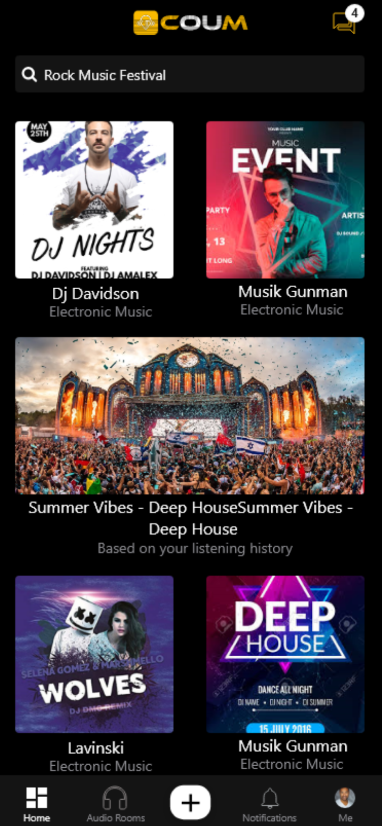 COUM
4
Rock Music Festival
MAY
25TH
DJ NIGHTS
FEATURING
DJ DAVIDSON | DJ AMALEX
YOUR CLUB NAME
MUSIC
EVENT
PARTY
ARTIS
, 13
DJ SOUND /
T LONG
Dj Davidson
Electronic Music
Musik Gunman
Electronic Music
Summer Vibes - Deep HouseSummer Vibes -
Deep House
Based on your listening history
SELENA GOMEZ & MARSHMELLO
WOLVES
DJ DMC REMIX
DEEP
HOUSE
DANCE ALL NIGHT
DJ NAME • DJ NIGHT • DJ SUMMER
15 JULY 2016
Lavinski
Electronic Music
Musik Gunman
Electronic Music
Home
Audio Rooms
Notifications
Me